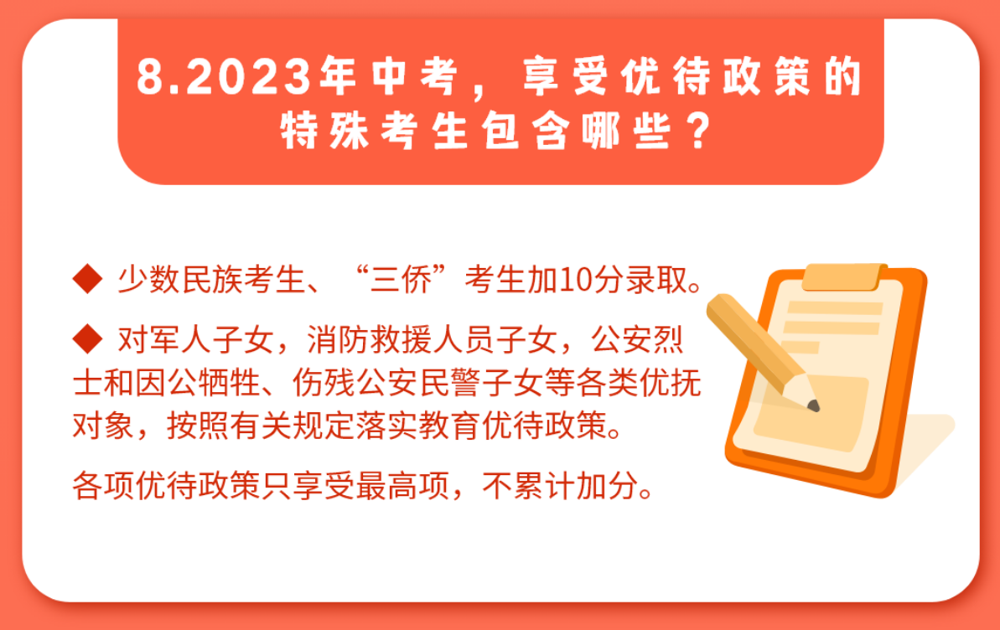 8.2023年中考，享受优待政策的
特殊考生包含哪些？
◆ 少数民族考生、“三侨”考生加10分录取。
◆ 对军人子女，消防救援人员子女，公安烈
士和因公牺牲、伤残公安民警子女等各类优抚
对象，按照有关规定落实教育优待政策。
各项优待政策只享受最高项，不累计加分。